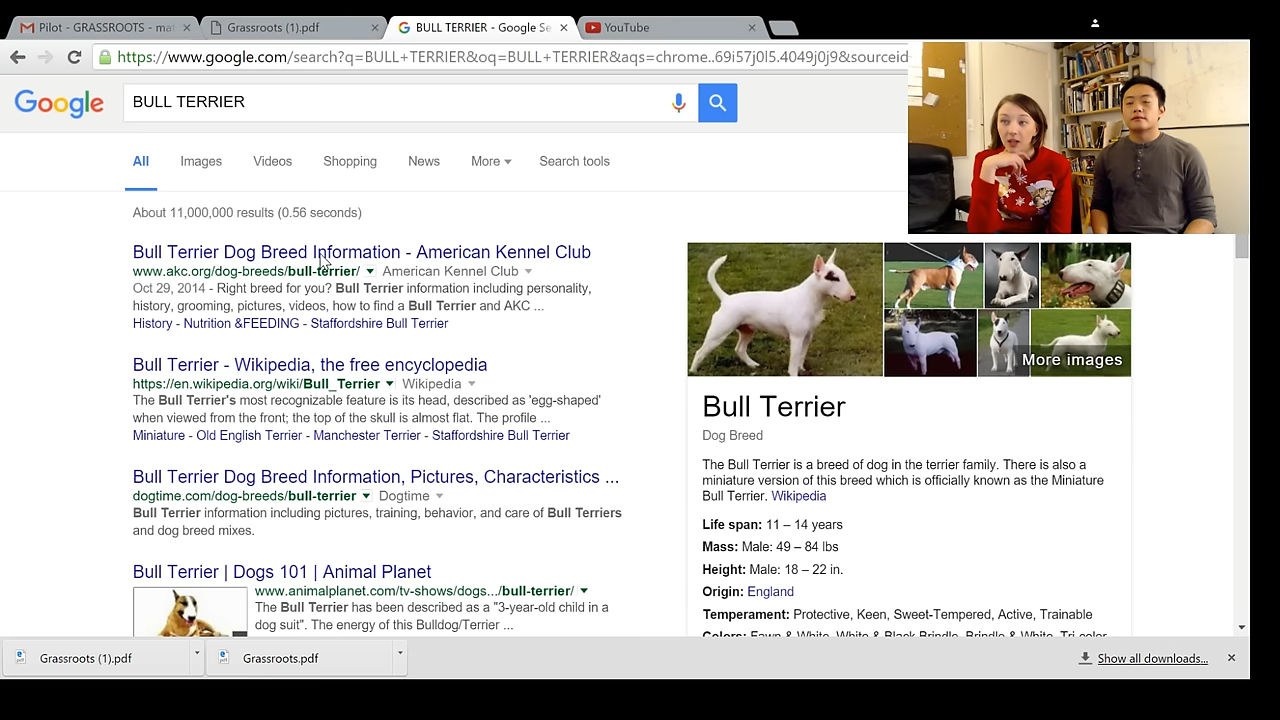 Pilot - GRASSROOTS - ma
Grassroots (1).pdf
BULL TERRIER - Google Se
YouTube
https://www.google.com/search?q=BULL+TERRIER&oq=BULL+TERRIER&aqs=chrome..69i57j0l5.4049j0j9&sourceid
Google
BULL TERRIER
All Images Videos Shopping News More Search tools
About 11,000,000 results (0.56 seconds)
Bull Terrier Dog Breed Information - American Kennel Club
www.akc.org/dog-breeds/bull-terrier/ American Kennel Club
Oct 29, 2014 - Right breed for you? Bull Terrier information including personality,
history, grooming, pictures, videos, how to find a Bull Terrier and AKC ...
History - Nutrition &FEEDING - Staffordshire Bull Terrier
Bull Terrier - Wikipedia, the free encyclopedia
https://en.wikipedia.org/wiki/Bull_Terrier Wikipedia
The Bull Terrier's most recognizable feature is its head, described as 'egg-shaped'
when viewed from the front; the top of the skull is almost flat. The profile ...
Miniature - Old English Terrier - Manchester Terrier - Staffordshire Bull Terrier
Bull Terrier Dog Breed Information, Pictures, Characteristics ...
dogtime.com/dog-breeds/bull-terrier Dogtime
Bull Terrier information including pictures, training, behavior, and care of Bull Terriers
and dog breed mixes.
Bull Terrier | Dogs 101 | Animal Planet
www.animalplanet.com/tv-shows/dogs.../bull-terrier/
The Bull Terrier has been described as a "3-year-old child in a
dog suit". The energy of this Bulldog/Terrier ...
More images
Bull Terrier
Dog Breed
The Bull Terrier is a breed of dog in the terrier family. There is also a
miniature version of this breed which is officially known as the Miniature
Bull Terrier. Wikipedia
Life span: 11 – 14 years
Mass: Male: 49 – 84 lbs
Height: Male: 18 – 22 in.
Origin: England
Temperament: Protective, Keen, Sweet-Tempered, Active, Trainable
Colors: Fawn & White, White & Black Brindle, Brindle & White, Tri-color
Grassroots (1).pdf
Grassroots.pdf
Show all downloads...